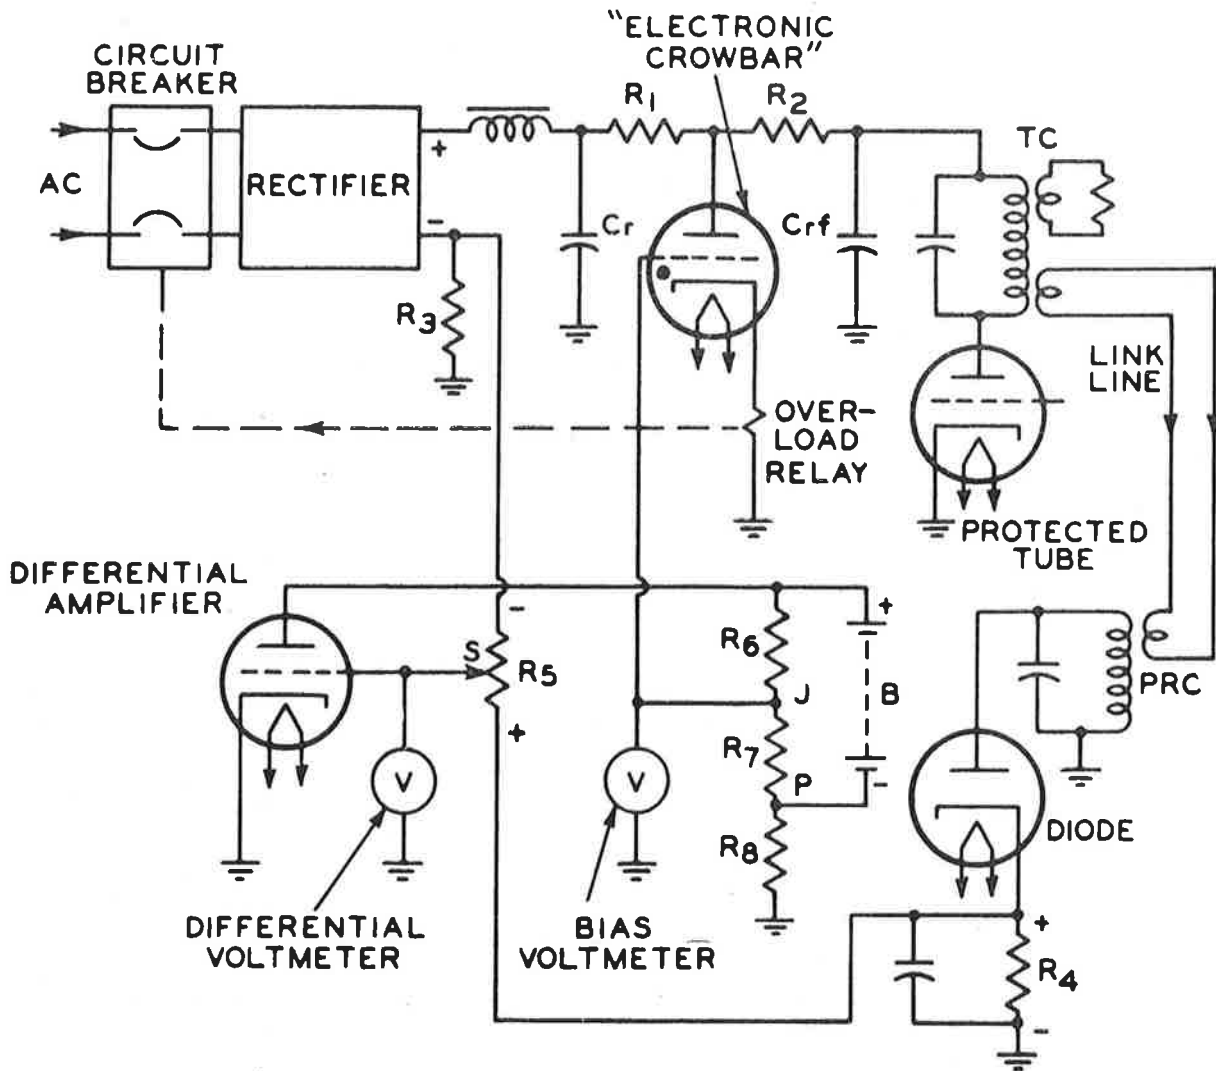 "ELECTRONIC
CROWBAR"
CIRCUIT
BREAKER
R1
R2
TC
AC
RECTIFIER
+
-
Cr
Crf
R3
LINK
LINE
OVER-
LOAD
RELAY
PROTECTED
TUBE
DIFFERENTIAL
AMPLIFIER
-
+
R6
S
R5
J
B
PRC
+
R7
V
V
P
-
DIODE
R8
DIFFERENTIAL
VOLTMETER
BIAS
VOLTMETER
+
R4
-